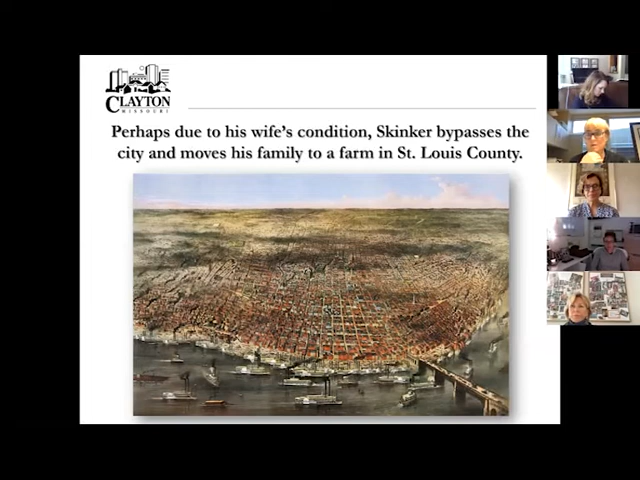 CLAYTON
MISSOURI
Perhaps due to his wife's condition, Skinker bypasses the
city and moves his family to a farm in St. Louis County.